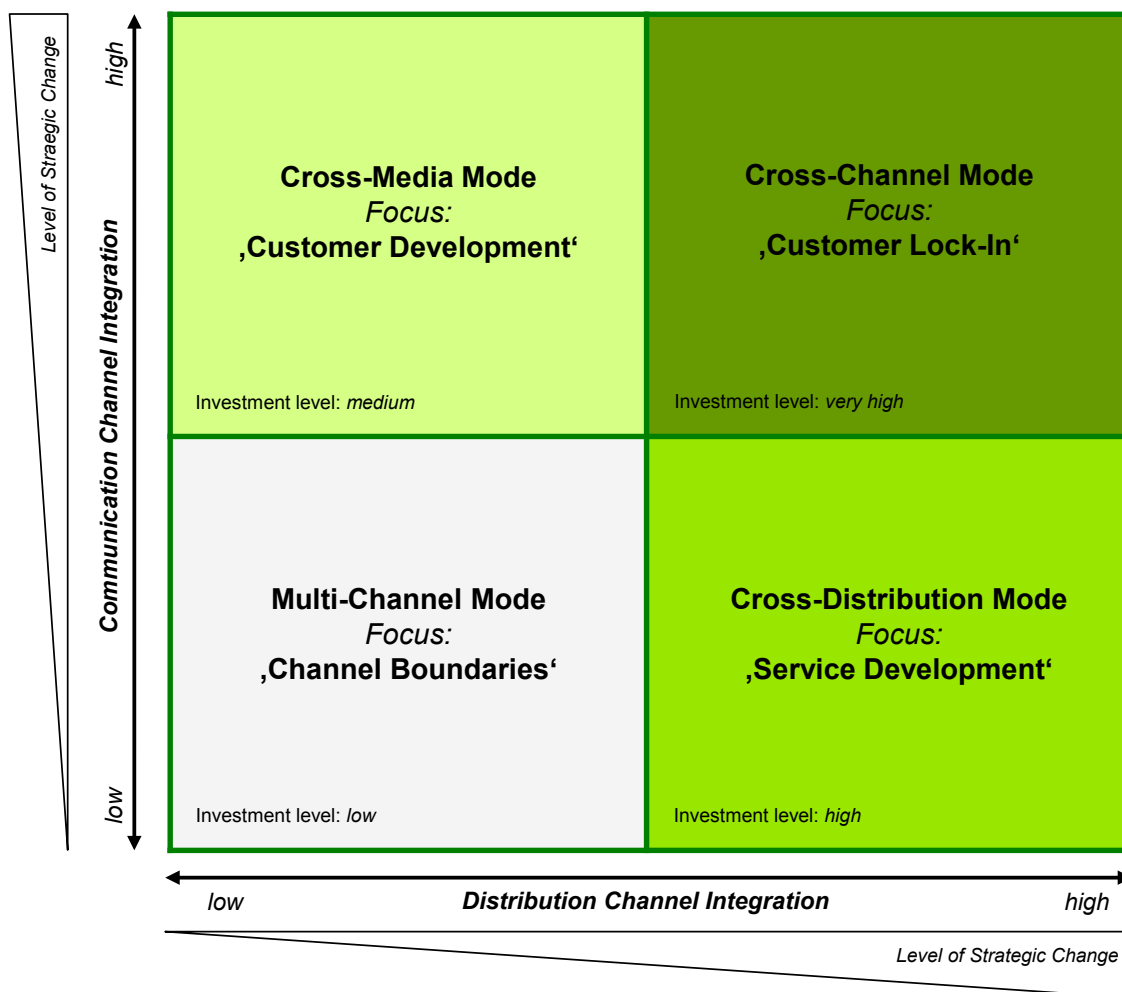 Level of Straegic Change
high
Communication Channel Integration
low
Cross-Media Mode
Focus:
‚Customer Development‘
Investment level: medium
Cross-Channel Mode
Focus:
‚Customer Lock-In‘
Investment level: very high
Multi-Channel Mode
Focus:
‚Channel Boundaries‘
Investment level: low
Cross-Distribution Mode
Focus:
‚Service Development‘
Investment level: high
low
Distribution Channel Integration
high
Level of Strategic Change